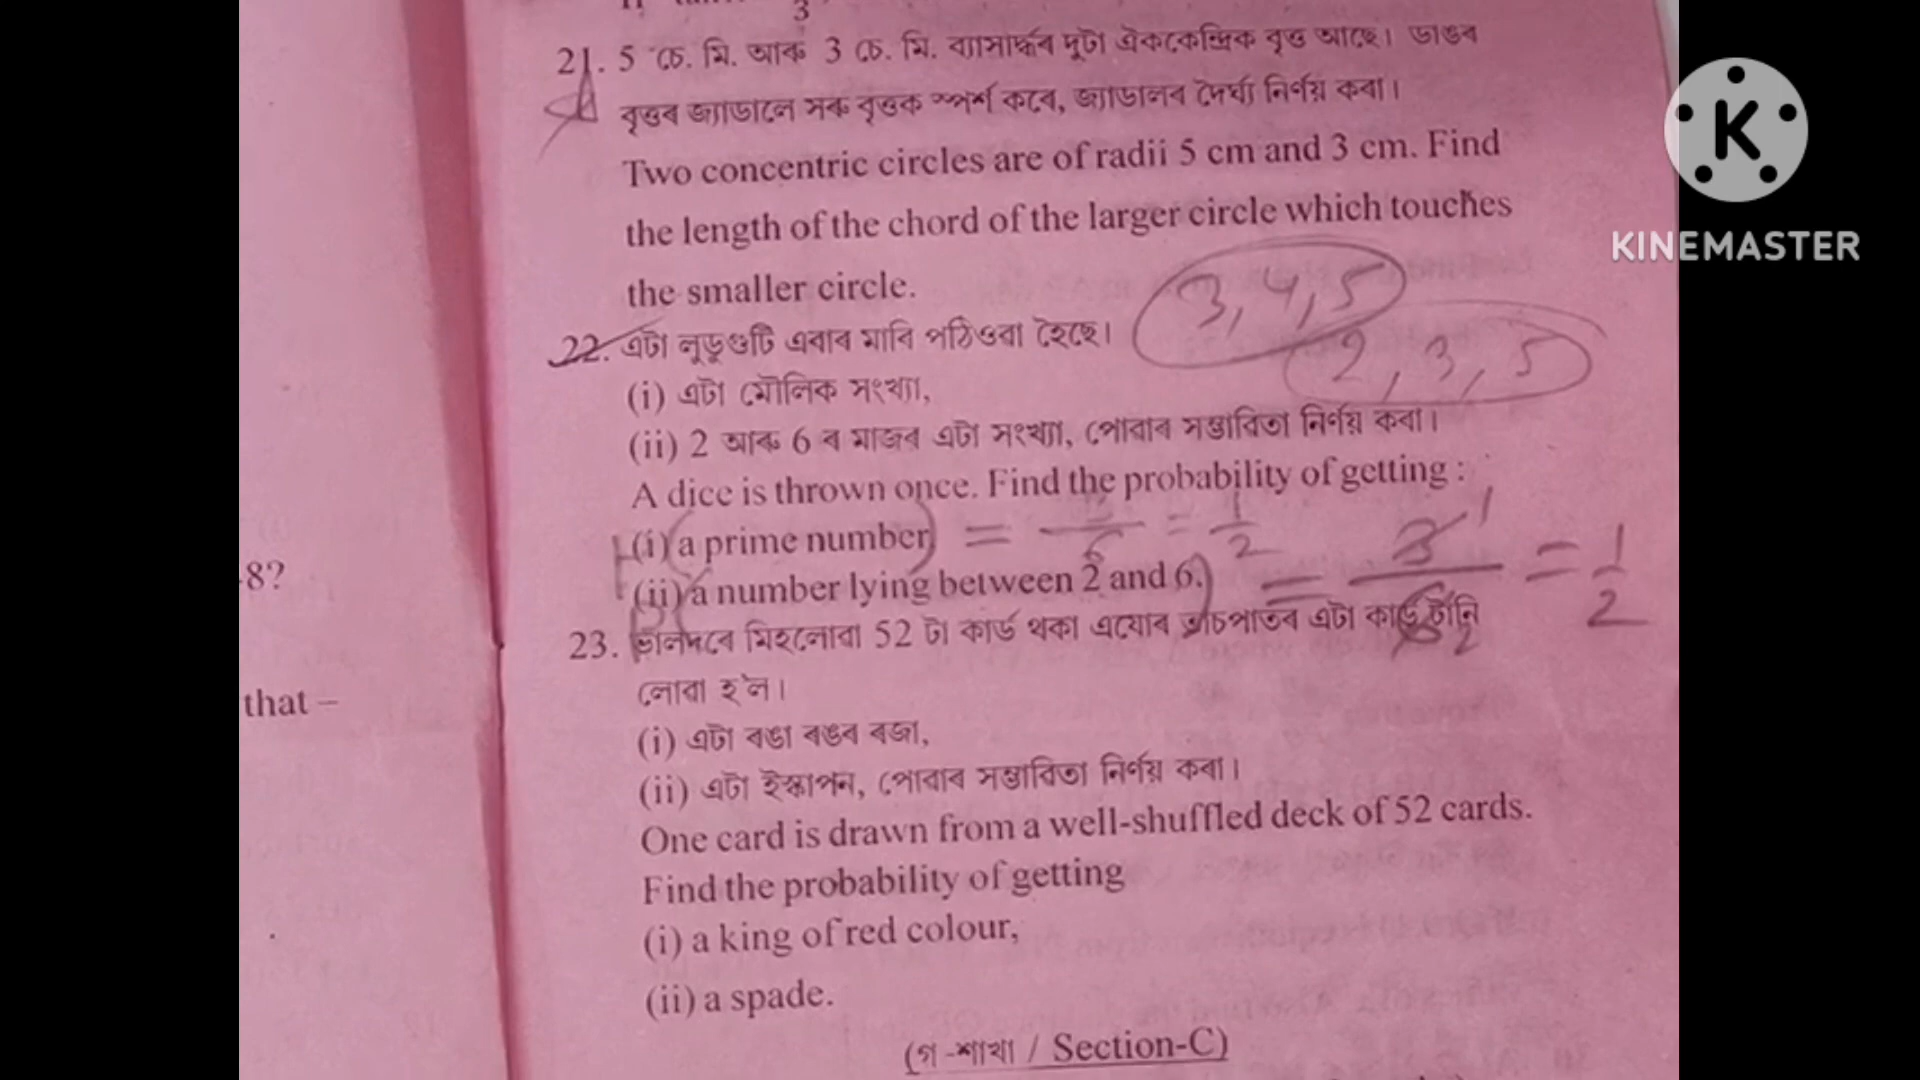 3
21. 5 চে. মি. আৰু 3 চে. মি. ব্যাসাৰ্দ্ধৰ দুটা ঐককেন্দ্ৰিক বৃত্ত আছে। ডাঙৰ
বৃত্তৰ জ্যাডালে সৰু বৃত্তক স্পৰ্শ কৰে, জ্যাডালৰ দৈৰ্ঘ্য নিৰ্ণয় কৰা।
Two concentric circles are of radii 5 cm and 3 cm. Find
the length of the chord of the larger circle which touches
the smaller circle.
KINEMASTER
3, 4, 5
22. এটা লুডুগুটি এবাৰ মাৰি পঠিওৱা হৈছে।
2, 3, 5
(i) এটা মৌলিক সংখ্যা,
(ii) 2 আৰু 6 ৰ মাজৰ এটা সংখ্যা, পোৱাৰ সম্ভাৱিতা নিৰ্ণয় কৰা।
A dice is thrown once. Find the probability of getting :
(i) a prime number = 3/6 = 1/2
(ii) a number lying between 2 and 6. = 3/6 = 1/2
23. ভালদৰে মিহলোৱা 52 টা কাৰ্ড থকা এযোৰ তাচপাতৰ এটা কাৰ্ড টানি
লোৱা হ'ল।
(i) এটা ৰঙা ৰঙৰ ৰজা,
(ii) এটা ইস্কাপন, পোৱাৰ সম্ভাৱিতা নিৰ্ণয় কৰা।
One card is drawn from a well-shuffled deck of 52 cards.
Find the probability of getting
(i) a king of red colour,
(ii) a spade.
(গ -শাখা / Section-C)
8?
that –